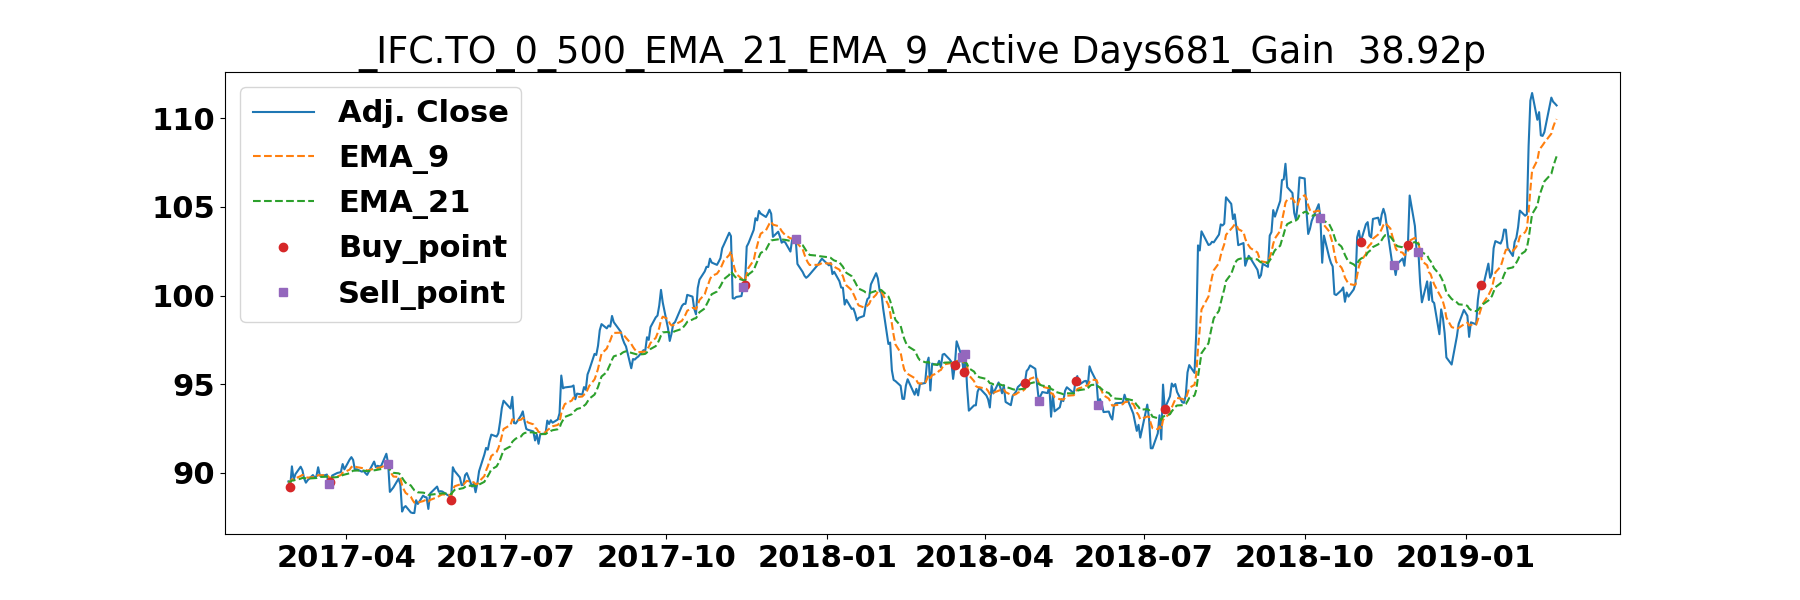 _IFC.TO_0_500_EMA_21_EMA_9_Active Days681_Gain  38.92p
Adj. Close
EMA_9
EMA_21
Buy_point
Sell_point
110
105
100
95
90
2017-04 2017-07 2017-10 2018-01 2018-04 2018-07 2018-10 2019-01